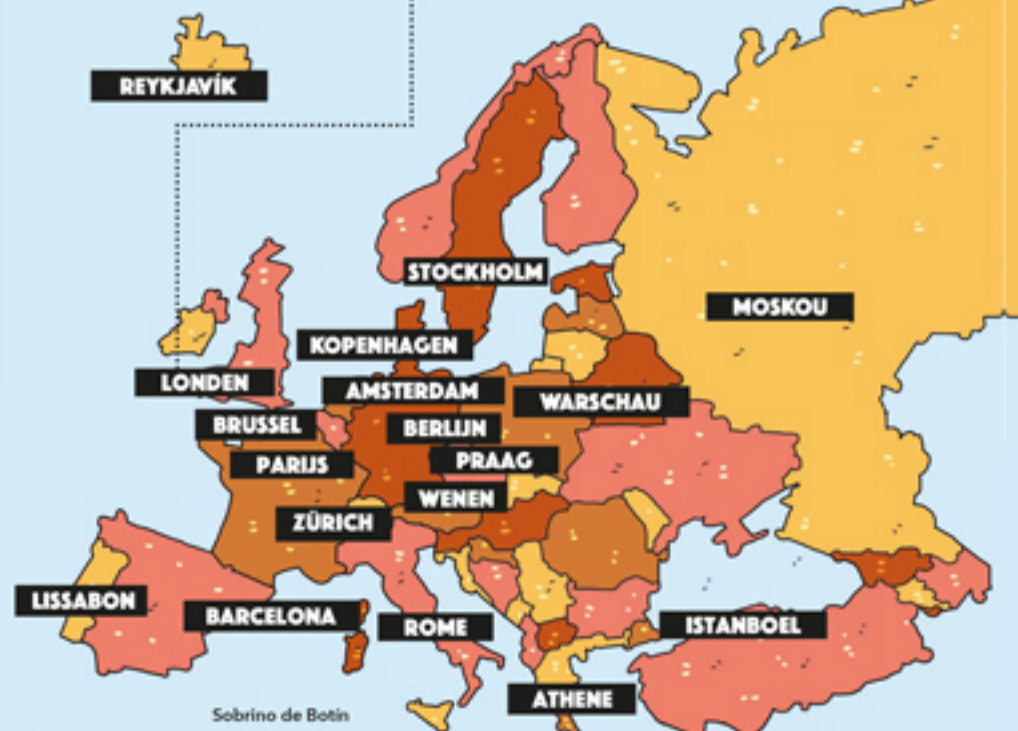 REYKJAVÍK
STOCKHOLM
MOSKOU
KOPENHAGEN
LONDEN
AMSTERDAM
WARSCHAU
BRUSSEL
BERLIJN
PARIJS
PRAAG
WENEN
ZÜRICH
LISSABON
BARCELONA
ROME
ISTANBOEL
ATHENE
Sobrino de Botín